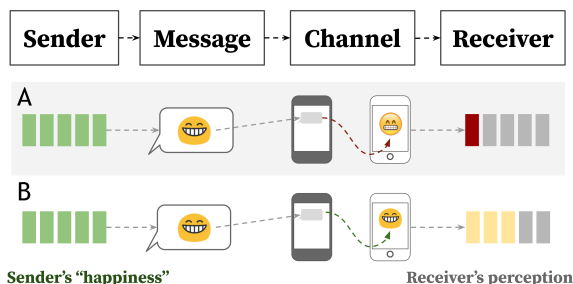 Sender Message Channel Receiver
A
B
Sender's “happiness” Receiver's perception